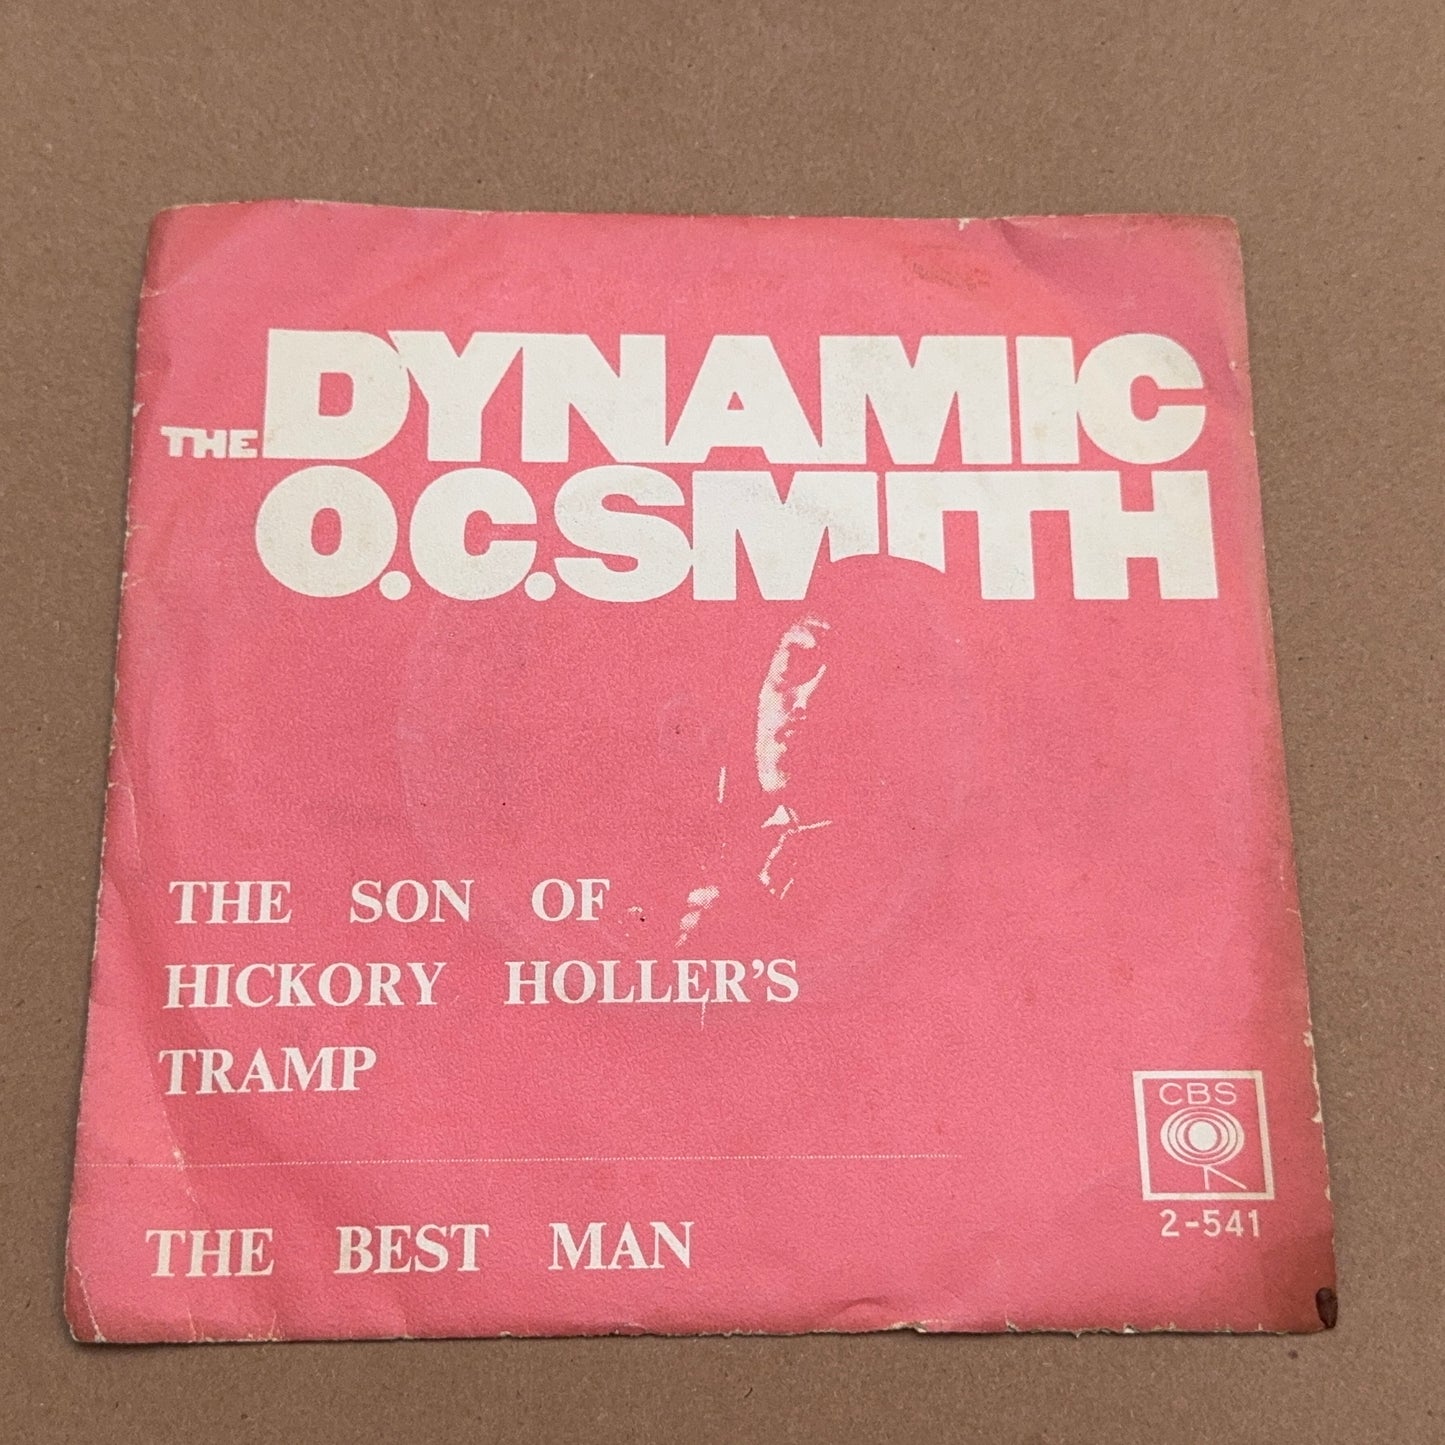 THE DYNAMIC
O.C.SMITH
THE SON OF
HICKORY HOLLER'S
TRAMP
THE BEST MAN
CBS
2-541